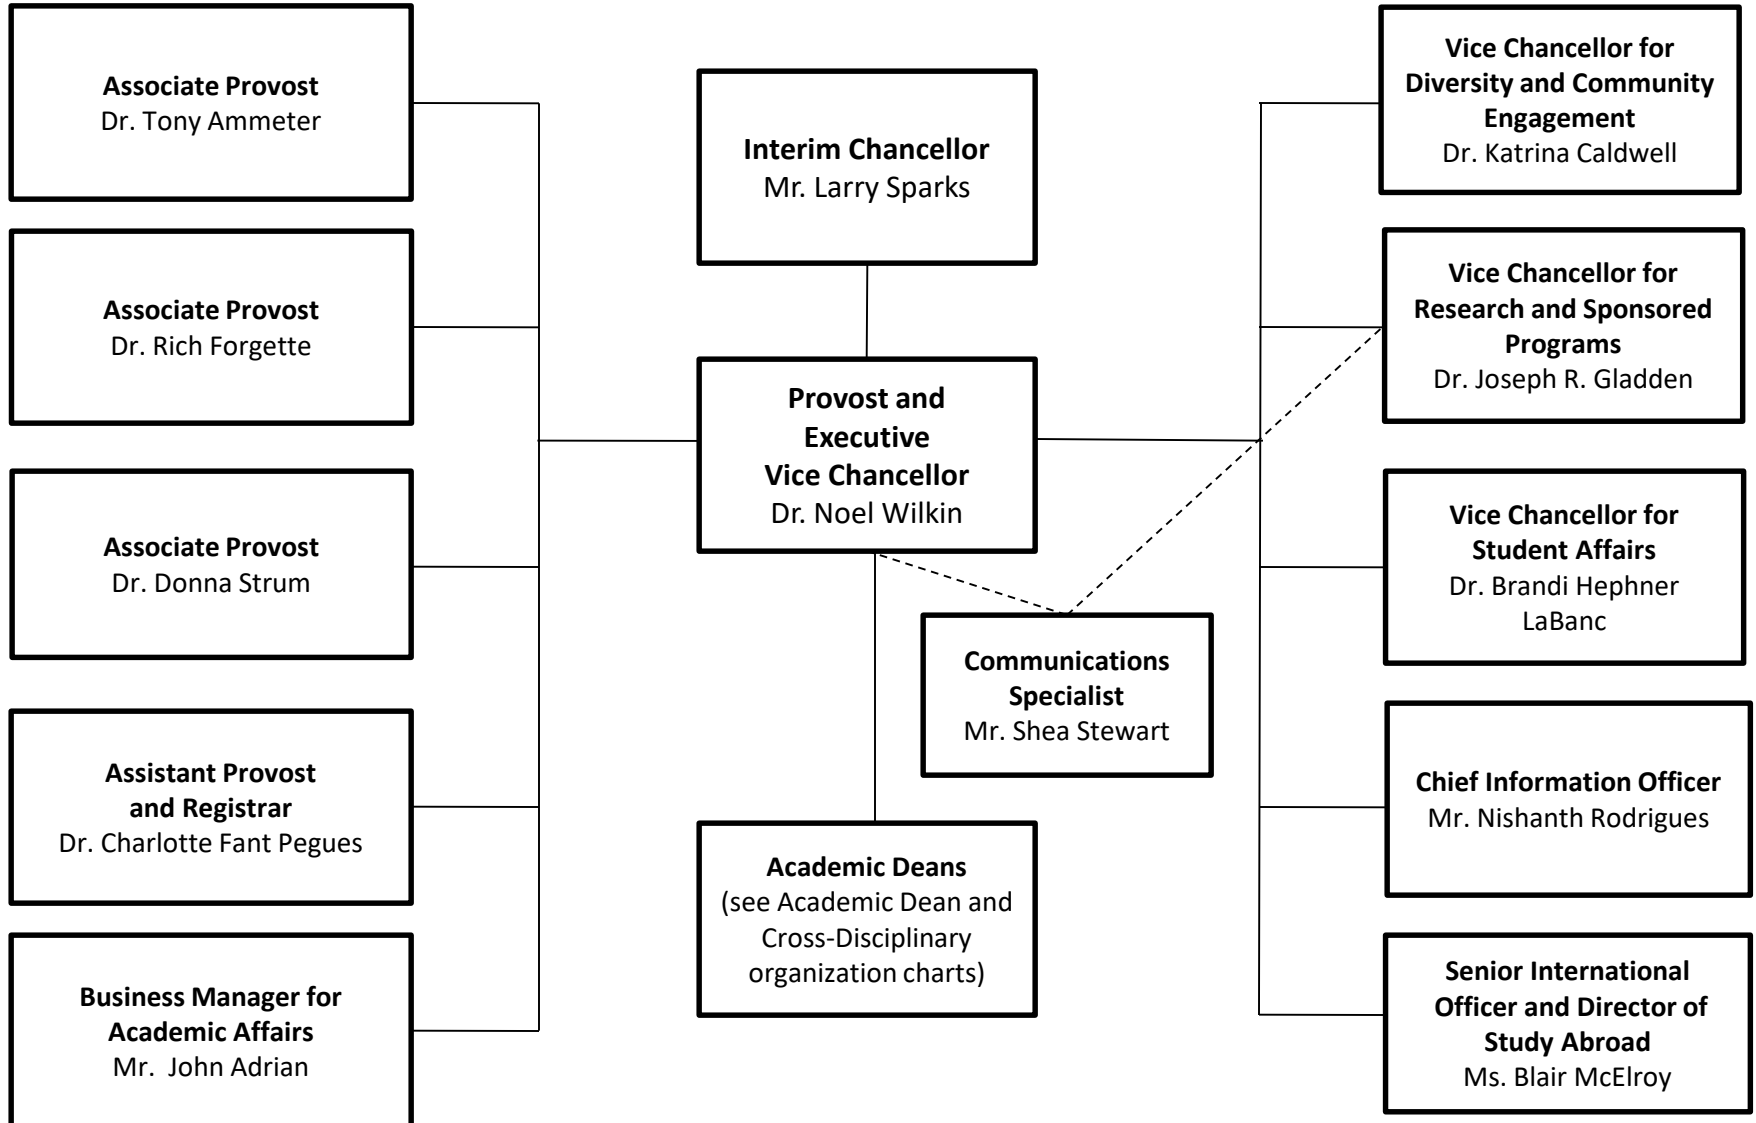 Associate Provost
Dr. Tony Ammeter
Associate Provost
Dr. Rich Forgette
Associate Provost
Dr. Donna Strum
Assistant Provost
and Registrar
Dr. Charlotte Fant Pegues
Business Manager for
Academic Affairs
Mr. John Adrian
Interim Chancellor
Mr. Larry Sparks
Provost and
Executive
Vice Chancellor
Dr. Noel Wilkin
Communications
Specialist
Mr. Shea Stewart
Academic Deans
(see Academic Dean and
Cross-Disciplinary
organization charts)
Vice Chancellor for
Diversity and Community
Engagement
Dr. Katrina Caldwell
Vice Chancellor for
Research and Sponsored
Programs
Dr. Joseph R. Gladden
Vice Chancellor for
Student Affairs
Dr. Brandi Hephner
LaBanc
Chief Information Officer
Mr. Nishanth Rodrigues
Senior International
Officer and Director of
Study Abroad
Ms. Blair McElroy